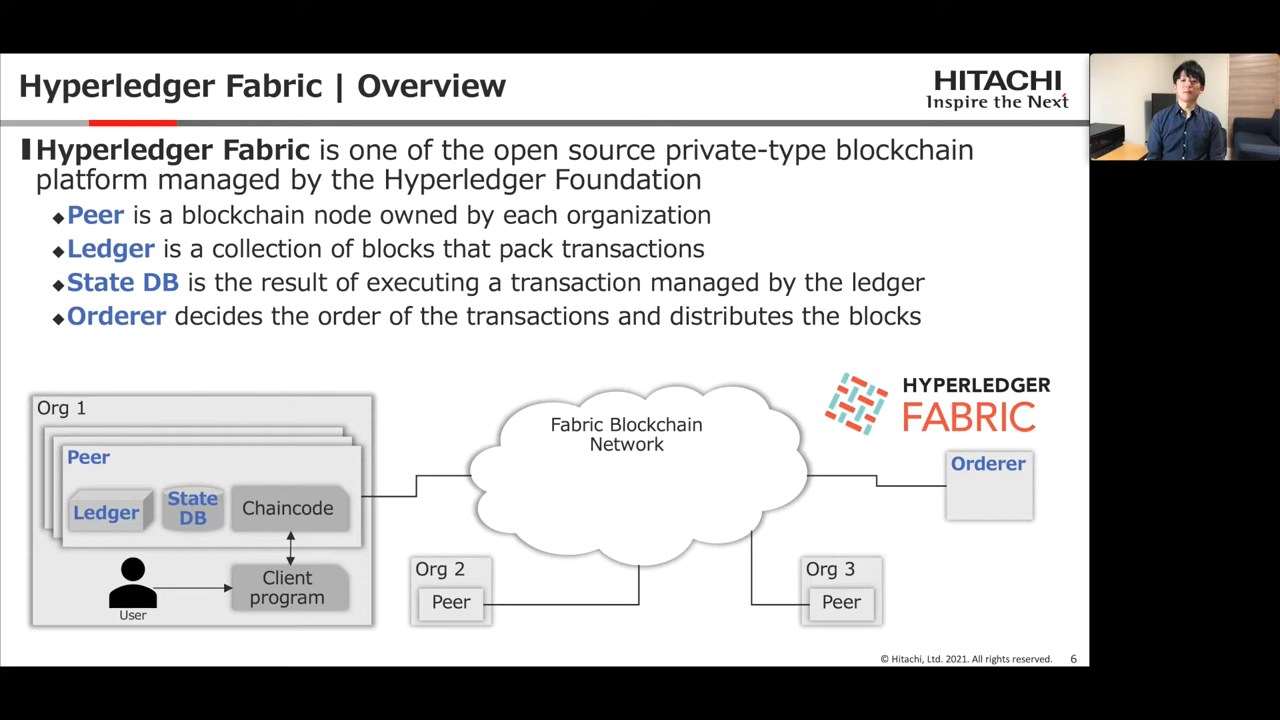 Hyperledger Fabric | Overview
HITACHI
Inspire the Next
Hyperledger Fabric is one of the open source private-type blockchain
platform managed by the Hyperledger Foundation
◆Peer is a blockchain node owned by each organization
◆Ledger is a collection of blocks that pack transactions
◆State DB is the result of executing a transaction managed by the ledger
◆Orderer decides the order of the transactions and distributes the blocks
HYPERLEDGER
FABRIC
Org 1
Peer
Ledger
State
DB
Chaincode
Client
program
User
Fabric Blockchain
Network
Orderer
Org 2
Peer
Org 3
Peer
© Hitachi, Ltd. 2021. All rights reserved.
6